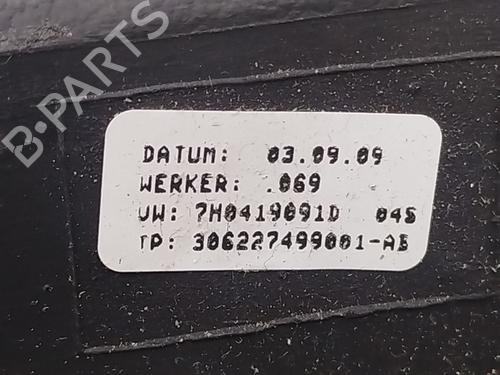 B-PARTS
DATUM: 03.09.09
WERKER: .069
VW: 7H0419091D 04S
TP: 306227499001-AB